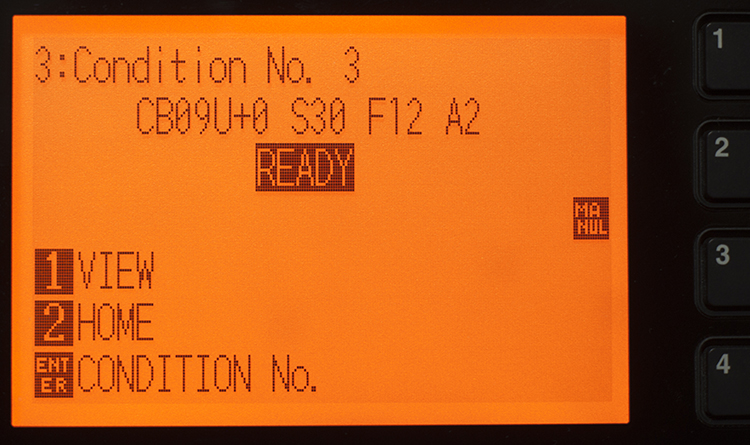 3:Condition No. 3
CB09U+0 S30 F12 A2
READY
MA
NUL
1 VIEW
2 HOME
ENT
ER CONDITION No.
1
2
3
4